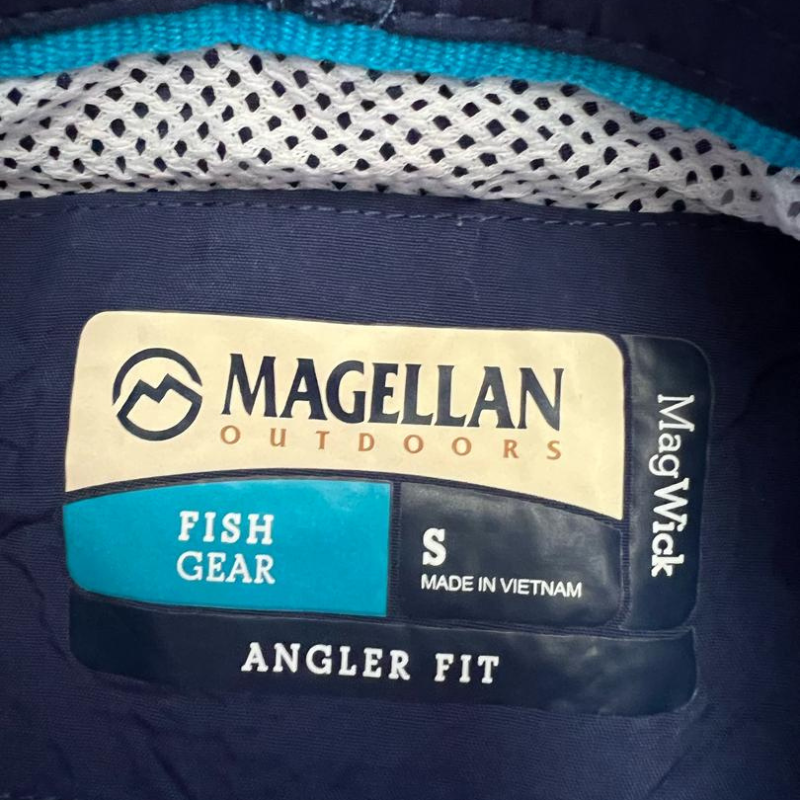 MAGELLAN
OUTDOORS
FISH
GEAR
S
MADE IN VIETNAM
MagWick
ANGLER FIT